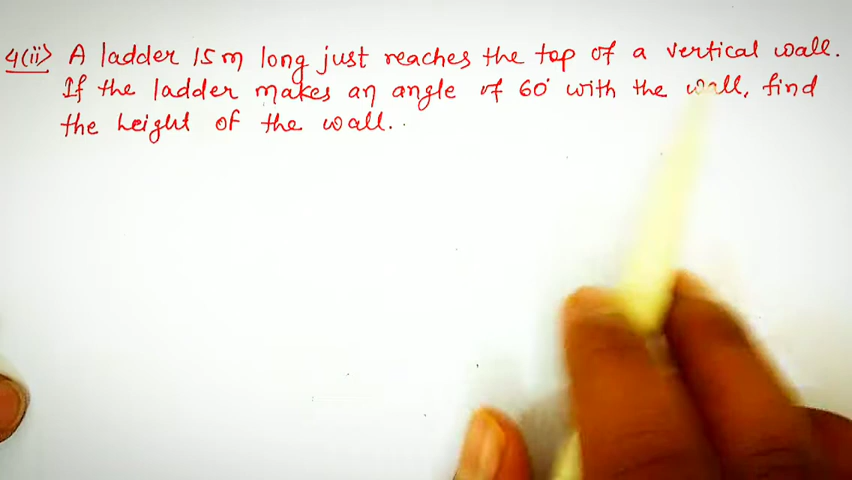 4(ii) A ladder 15 m long just reaches the top of a vertical wall.
If the ladder makes an angle of 60° with the wall, find
the height of the wall.